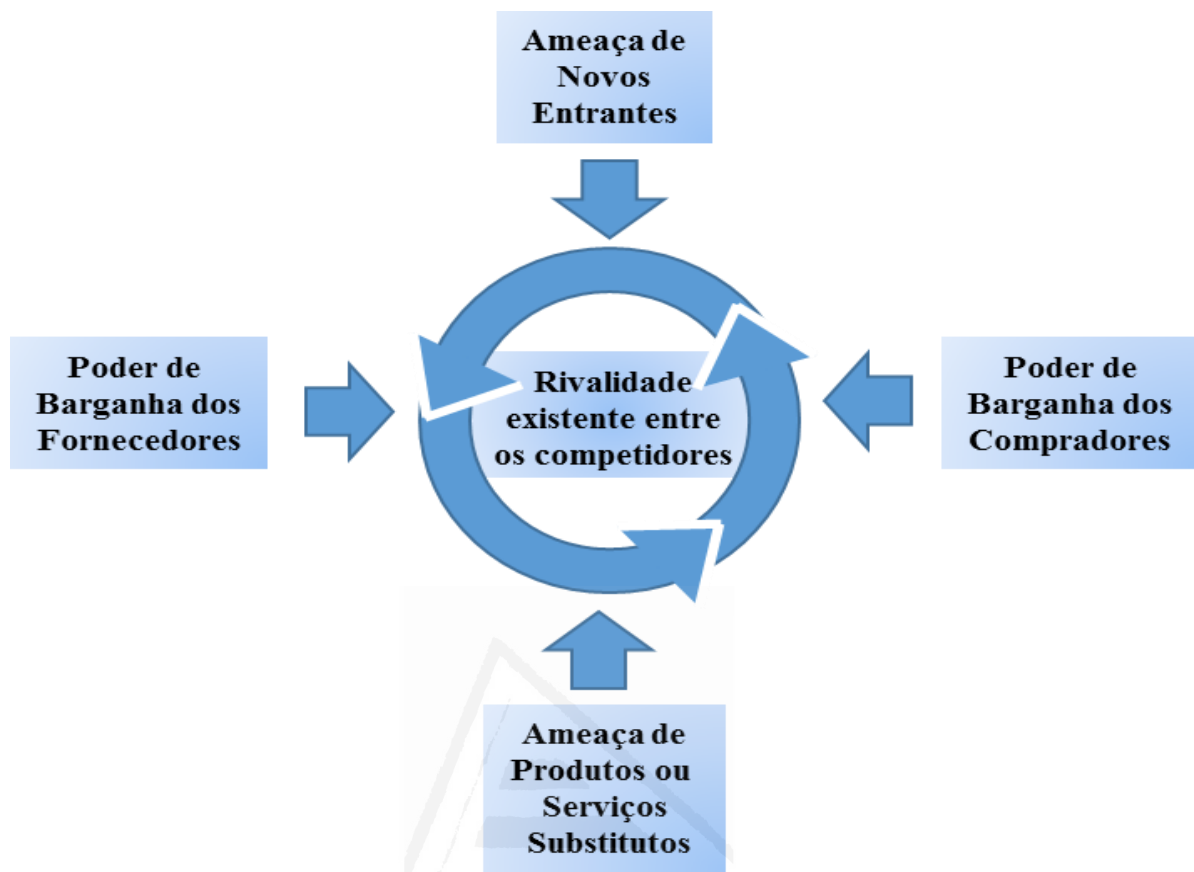 Ameaça de
Novos
Entrantes
Poder de
Barganha dos
Fornecedores
Rivalidade
existente entre
os competidores
Poder de
Barganha dos
Compradores
Ameaça de
Produtos ou
Serviços
Substitutos